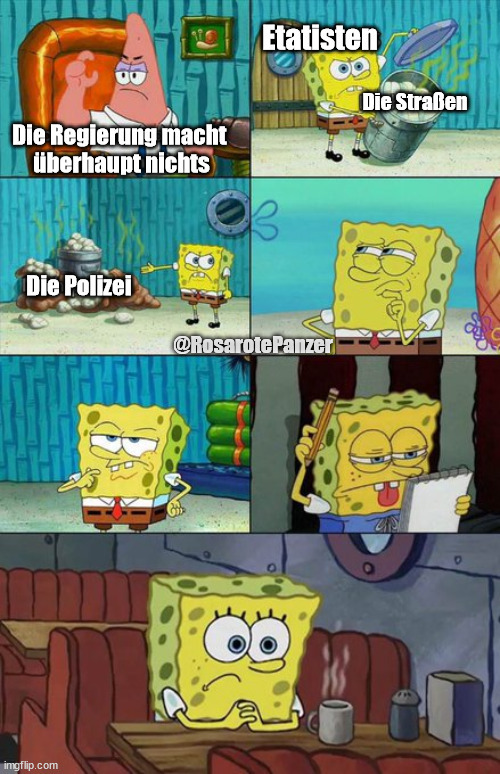 Etatisten
Die Straßen
Die Regierung macht
überhaupt nichts
Die Polizei
@RosarotePanzer
imgflip.com